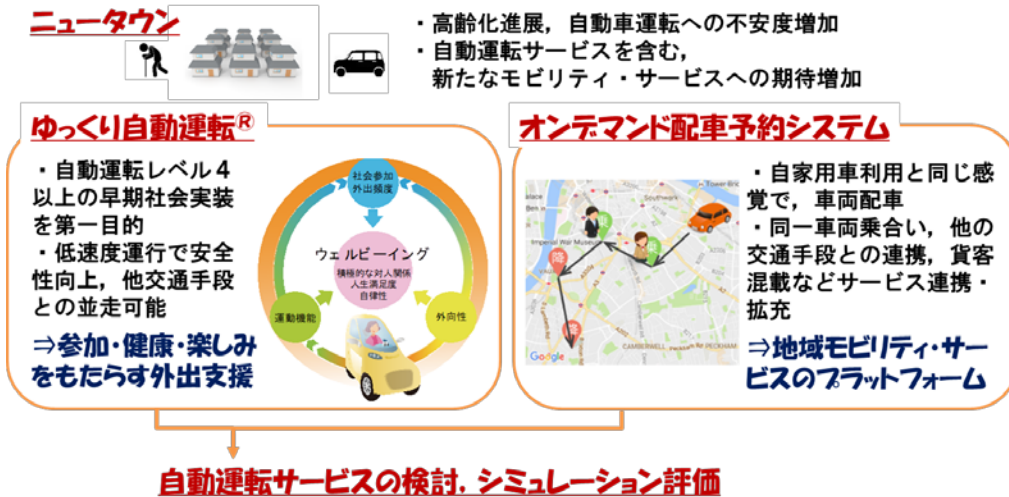 ニュータウン
・高齢化進展，自動車運転への不安度増加
・自動運転サービスを含む，
新たなモビリティ・サービスへの期待増加
ゆっくり自動運転®
・自動運転レベル４
以上の早期社会実装
を第一目的
・低速度運行で安全
性向上，他交通手段
との並走可能
⇒参加・健康・楽しみ
をもたらす外出支援
社会参加
外出頻度
ウェルビーイング
積極的な対人関係
人生満足度
自律性
運動機能
外向性
オンデマンド配車予約システム
Southwark
Imperial War Museum
降
乗
乗
降
CAMBERWELL
PECKHAM
Google
・自家用車利用と同じ感
覚で，車両配車
・同一車両乗合い，他の
交通手段との連携，貨客
混載などサービス連携・
拡充
⇒地域モビリティ・サー
ビスのプラットフォーム
自動運転サービスの検討，シミュレーション評価